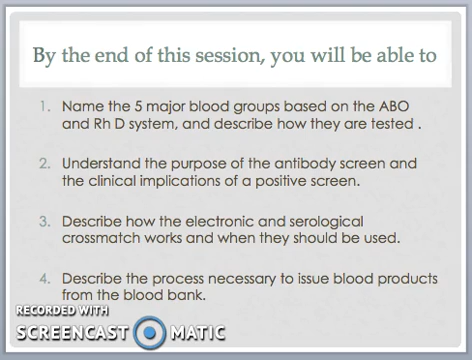 By the end of this session, you will be able to
1. Name the 5 major blood groups based on the ABO
and Rh D system, and describe how they are tested .
2. Understand the purpose of the antibody screen and
the clinical implications of a positive screen.
3. Describe how the electronic and serological
crossmatch works and when they should be used.
4. Describe the process necessary to issue blood products
from the blood bank.
RECORDED WITH
SCREENCAST MATIC